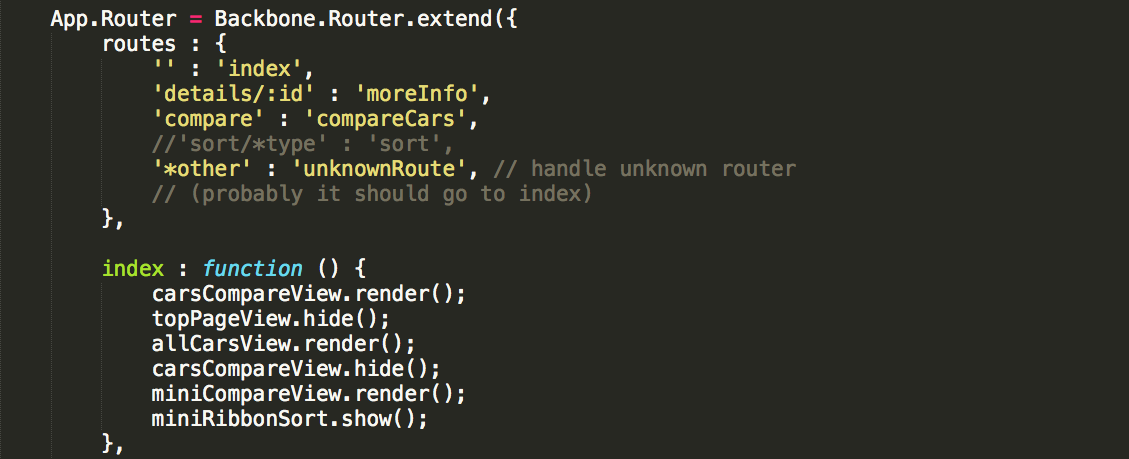 App.Router = Backbone.Router.extend({
    routes : {
        '' : 'index',
        'details/:id' : 'moreInfo',
        'compare' : 'compareCars',
        //'sort/*type' : 'sort',
        '*other' : 'unknownRoute', // handle unknown router
        // (probably it should go to index)
    },

    index : function () {
        carsCompareView.render();
        topPageView.hide();
        allCarsView.render();
        carsCompareView.hide();
        miniCompareView.render();
        miniRibbonSort.show();
    },